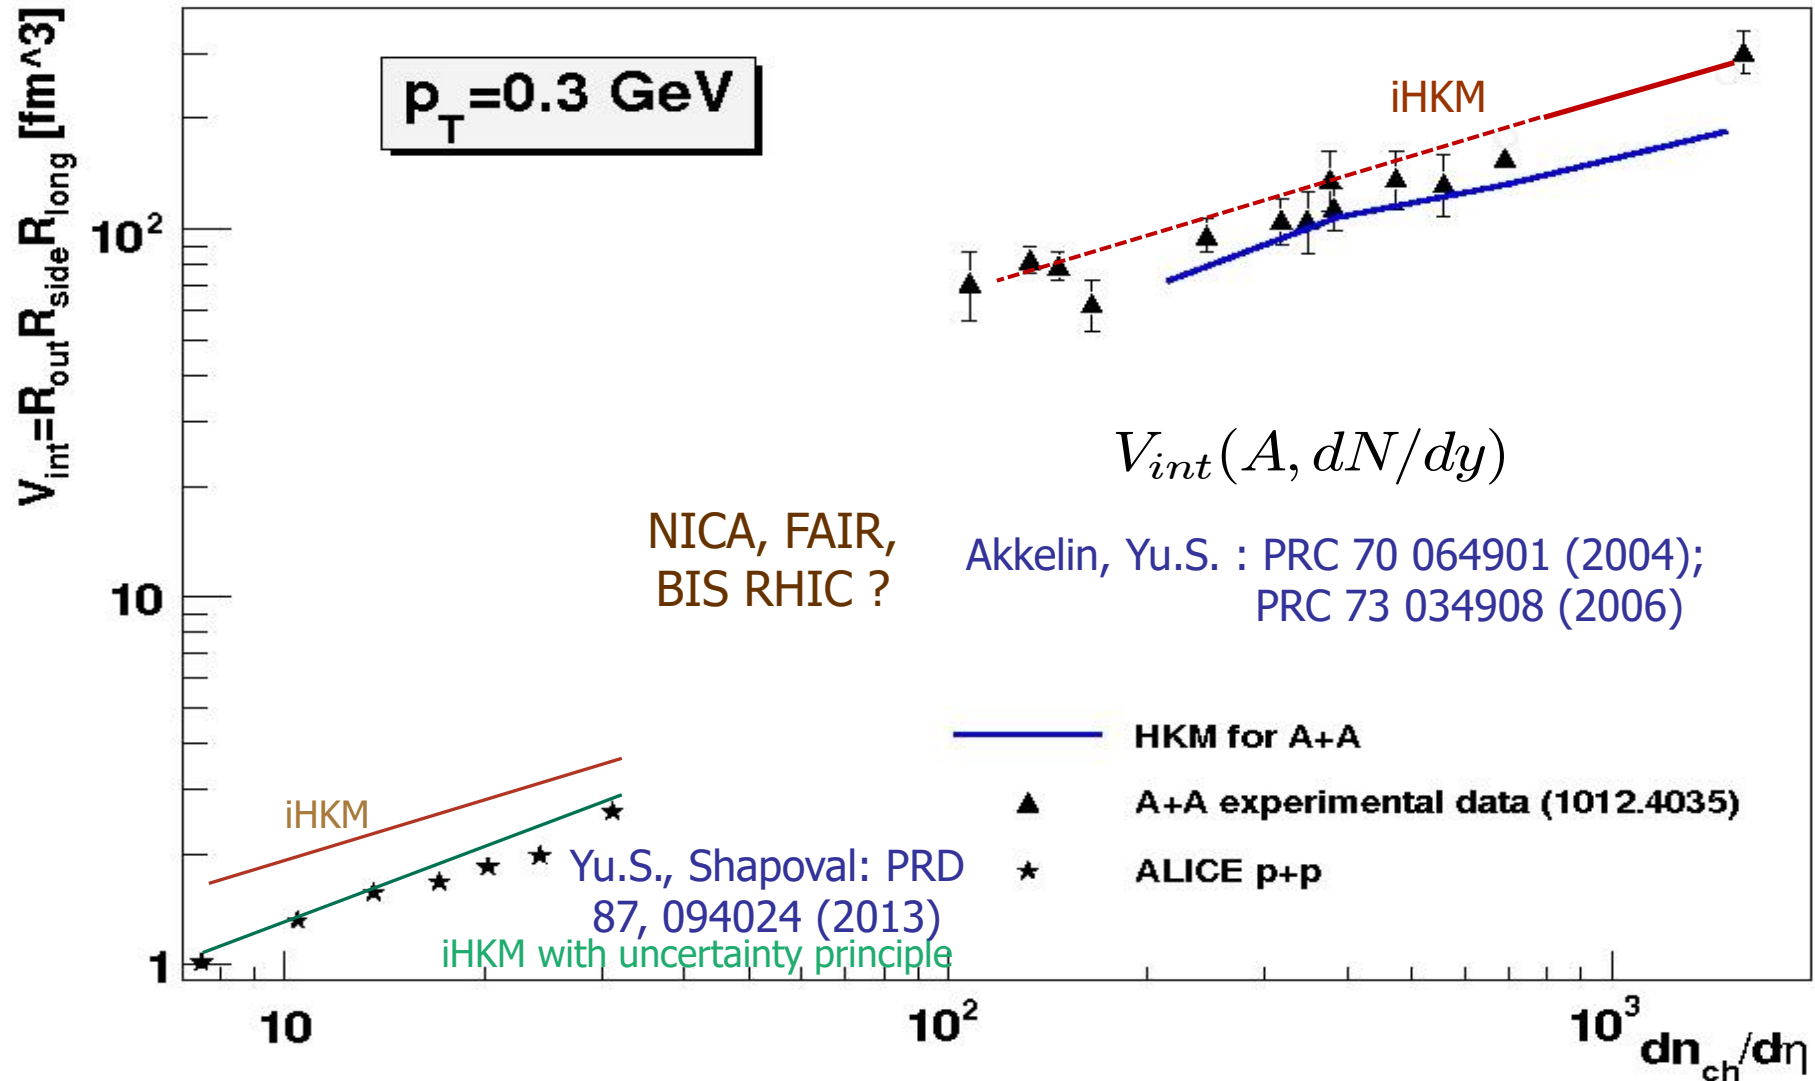 V_int=R_out R_side R_long [fm^3]
p_T=0.3 GeV
iHKM
10^2
V_int(A, dN/dy)
NICA, FAIR,
BIS RHIC ?
Akkelin, Yu.S. : PRC 70 064901 (2004);
PRC 73 034908 (2006)
10
HKM for A+A
A+A experimental data (1012.4035)
ALICE p+p
iHKM
Yu.S., Shapoval: PRD
87, 094024 (2013)
iHKM with uncertainty principle
1
10
10^2
10^3
dn_ch/dη